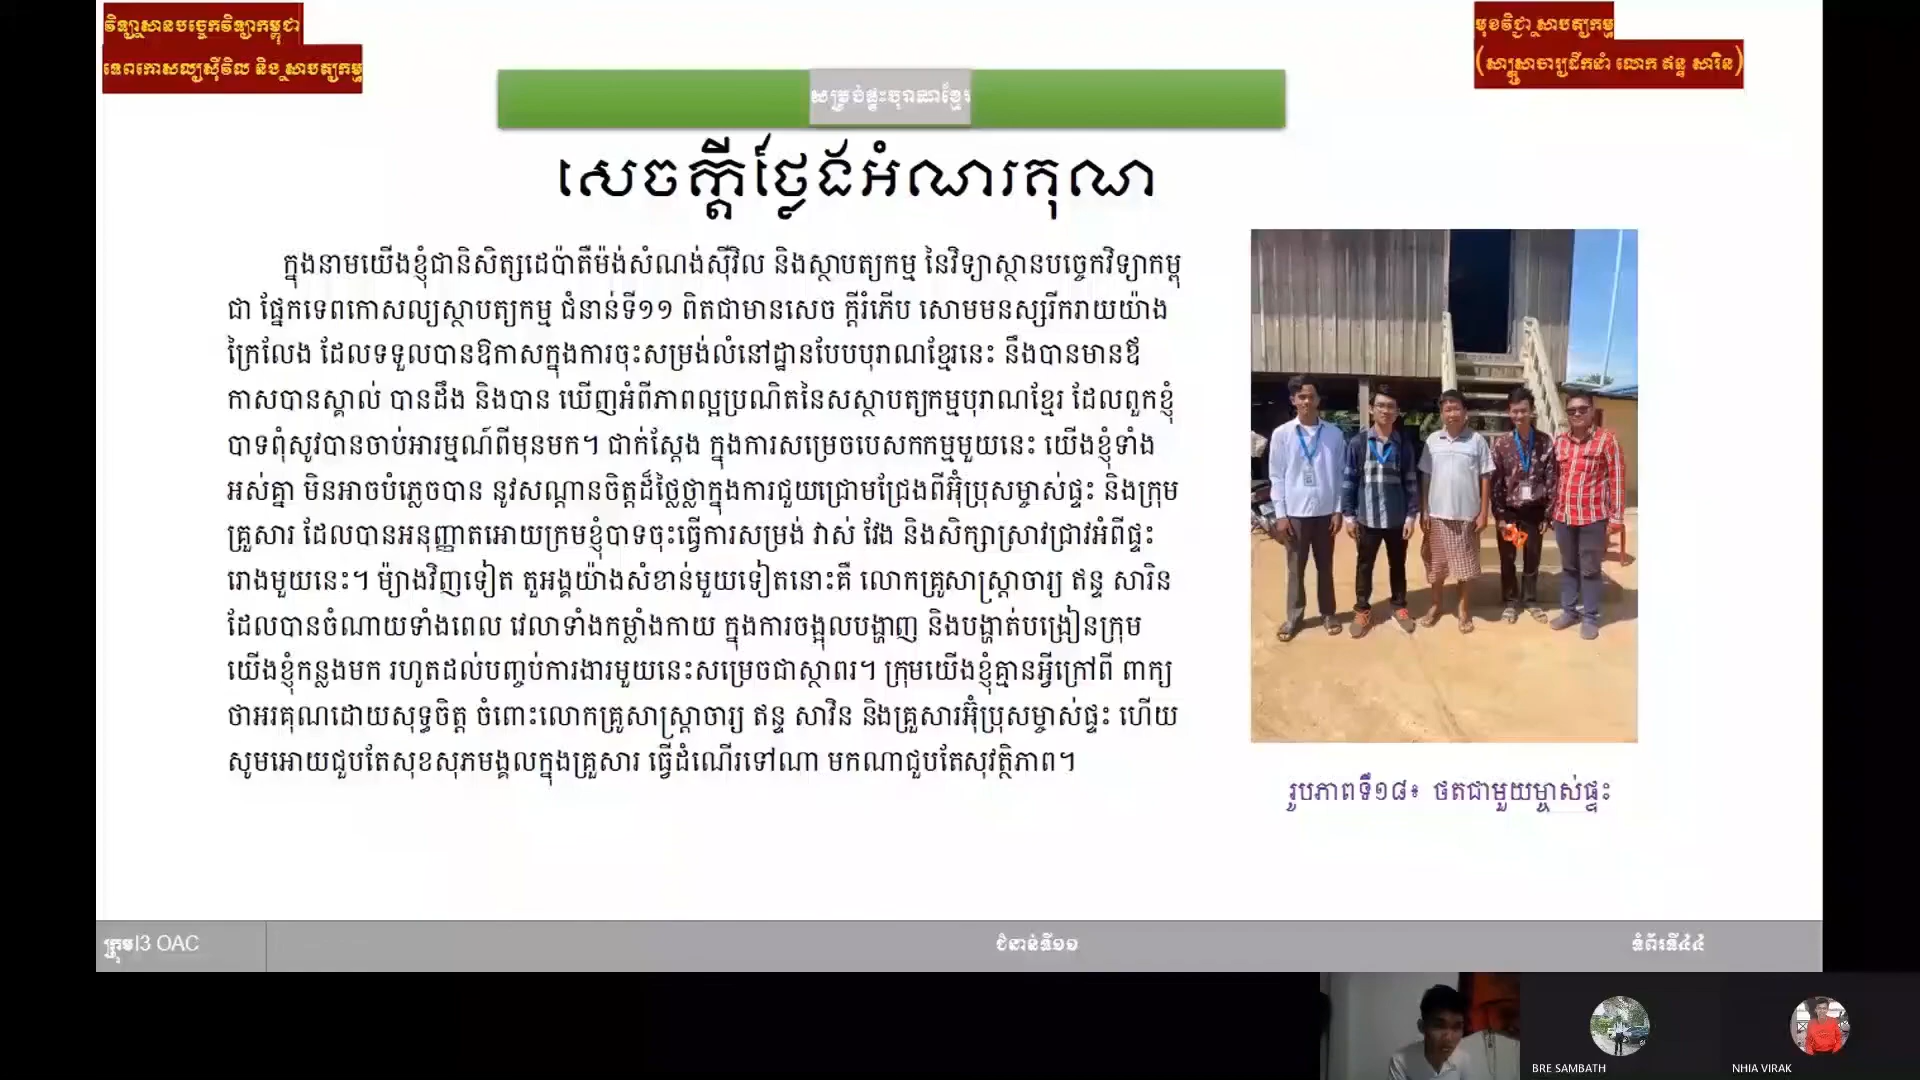 វិទ្យាស្ថានបច្ចេកវិទ្យាកម្ពុជា
ទេពកោសល្យស៊ីវិល និង ស្ថាបត្យកម្ម
មុខវិជ្ជា ស្ថាបត្យកម្ម
(សាស្ត្រាចារ្យដឹកនាំ លោក ឥន្ទ សារិន)
សម្រង់ផ្ទះបុរាណខ្មែរ
សេចក្តីថ្លែងអំណរគុណ
ក្នុងនាមយើងខ្ញុំជានិសិត្សដេប៉ាតឺម៉ង់សំណង់ស៊ីវិល និងស្ថាបត្យកម្ម នៃវិទ្យាស្ថានបច្ចេកវិទ្យាកម្ពុ
ជា ផ្នែកទេពកោសល្យស្ថាបត្យកម្ម ជំនាន់ទី១១ ពិតជាមានសេច ក្តីរំភើប សោមមនស្សរីករាយយ៉ាង
ក្រៃលែង ដែលទទួលបានឱកាសក្នុងការចុះសម្រង់លំនៅដ្ឋានបែបបុរាណខ្មែរនេះ នឹងបានមានឪ
កាសបានស្គាល់ បានដឹង និងបាន ឃើញអំពីភាពល្អប្រណិតនៃសស្ថាបត្យកម្មបុរាណខ្មែរ ដែលពួកខ្ញុំ
បាទពុំសូវបានចាប់អារម្មណ៍ពីមុនមក។ ជាក់ស្តែង ក្នុងការសម្រេចបេសកកម្មមួយនេះ យើងខ្ញុំទាំង
អស់គ្នា មិនអាចបំភ្លេចបាន នូវសណ្តានចិត្តដ៏ថ្លៃថ្លាក្នុងការជួយជ្រោមជ្រែងពីអ៊ុំប្រុសម្ចាស់ផ្ទះ និងក្រុម
គ្រួសារ ដែលបានអនុញ្ញាតអោយក្រុមខ្ញុំបាទចុះធ្វើការសម្រង់ វាស់ វែង និងសិក្សាស្រាវជ្រាវអំពីផ្ទះ
រោងមួយនេះ។ ម៉្យាងវិញទៀត តួអង្គយ៉ាងសំខាន់មួយទៀតនោះគឺ លោកគ្រូសាស្ត្រាចារ្យ ឥន្ទ សារិន
ដែលបានចំណាយទាំងពេល វេលាទាំងកម្លាំងកាយ ក្នុងការចង្អុលបង្ហាញ និងបង្ហាត់បង្រៀនក្រុម
យើងខ្ញុំកន្លងមក រហូតដល់បញ្ចប់ការងារមួយនេះសម្រេចជាស្ថាពរ។ ក្រុមយើងខ្ញុំគ្មានអ្វីក្រៅពី ពាក្យ
ថាអរគុណដោយសុទ្ធចិត្ត ចំពោះលោកគ្រូសាស្ត្រាចារ្យ ឥន្ទ សាវិន និងគ្រួសារអ៊ុំប្រុសម្ចាស់ផ្ទះ ហើយ
សូមអោយជួបតែសុខសុភមង្គលក្នុងគ្រួសារ ធ្វើដំណើរទៅណា មកណាជួបតែសុវត្ថិភាព។
រូបភាពទី១៨៖ ថតជាមួយម្ចាស់ផ្ទះ
ក្រុមI3 OAC
ជំនាន់ទី១១
ទំព័រទី៤៤
BRE SAMBATH
NHIA VIRAK